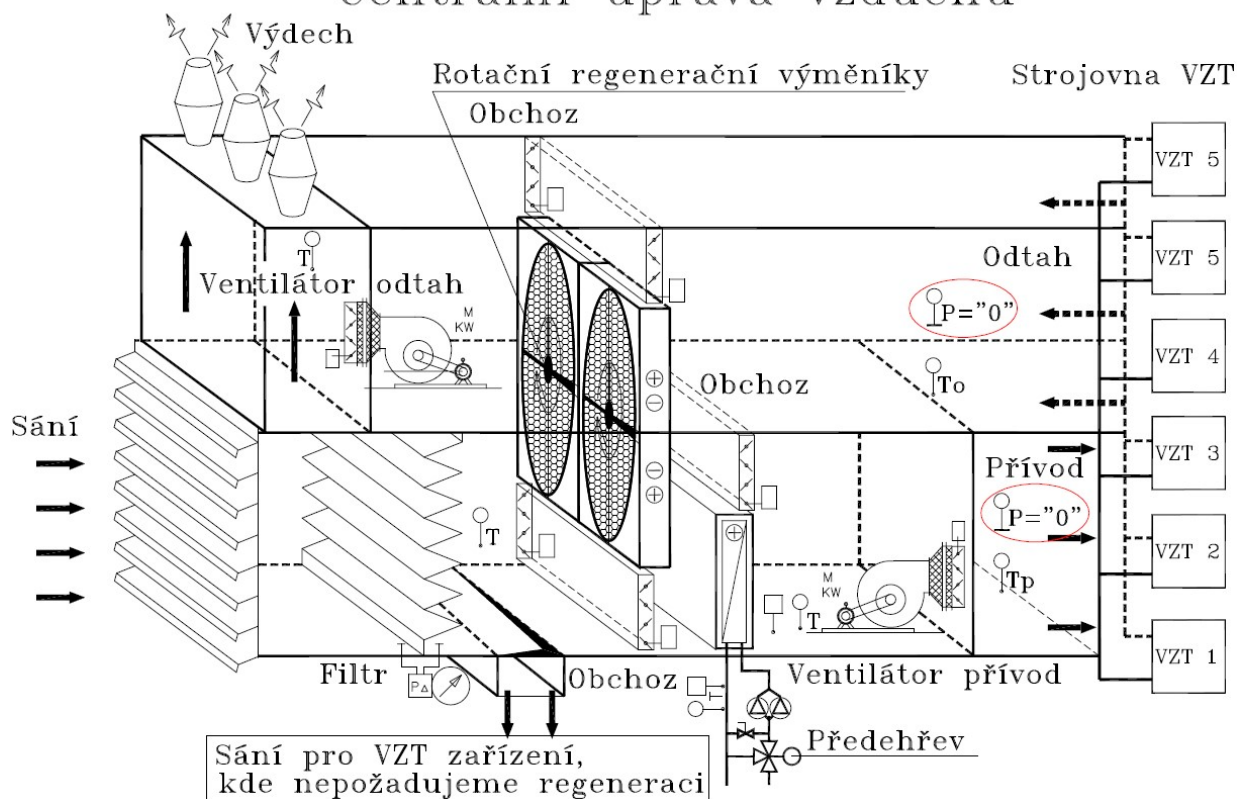 Výdech
Rotační regenerační výměníky
Strojovna VZT
Obchoz
VZT 5
T
Ventilátor odtah
M
KW
Odtah
VZT 5
P="0"
VZT 4
To
Obchoz
Sání
VZT 3
Přívod
P="0"
T
VZT 2
Tp
M
KW
T
VZT 1
Filtr
P∆
Obchoz
Ventilátor přívod
T
Sání pro VZT zařízení,
kde nepožadujeme regeneraci
Předehřev